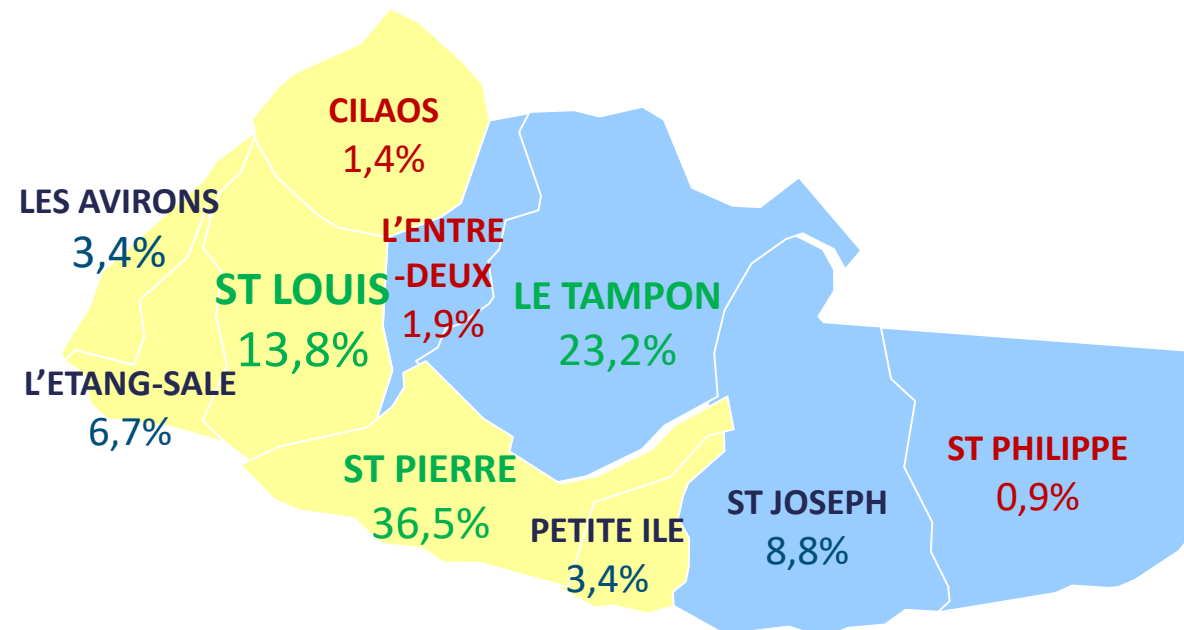 CILAOS
1,4%
LES AVIRONS
3,4%
L’ENTRE
-DEUX
1,9%
ST LOUIS
13,8%
LE TAMPON
23,2%
L’ETANG-SALE
6,7%
ST PIERRE
36,5%
PETITE ILE
3,4%
ST JOSEPH
8,8%
ST PHILIPPE
0,9%